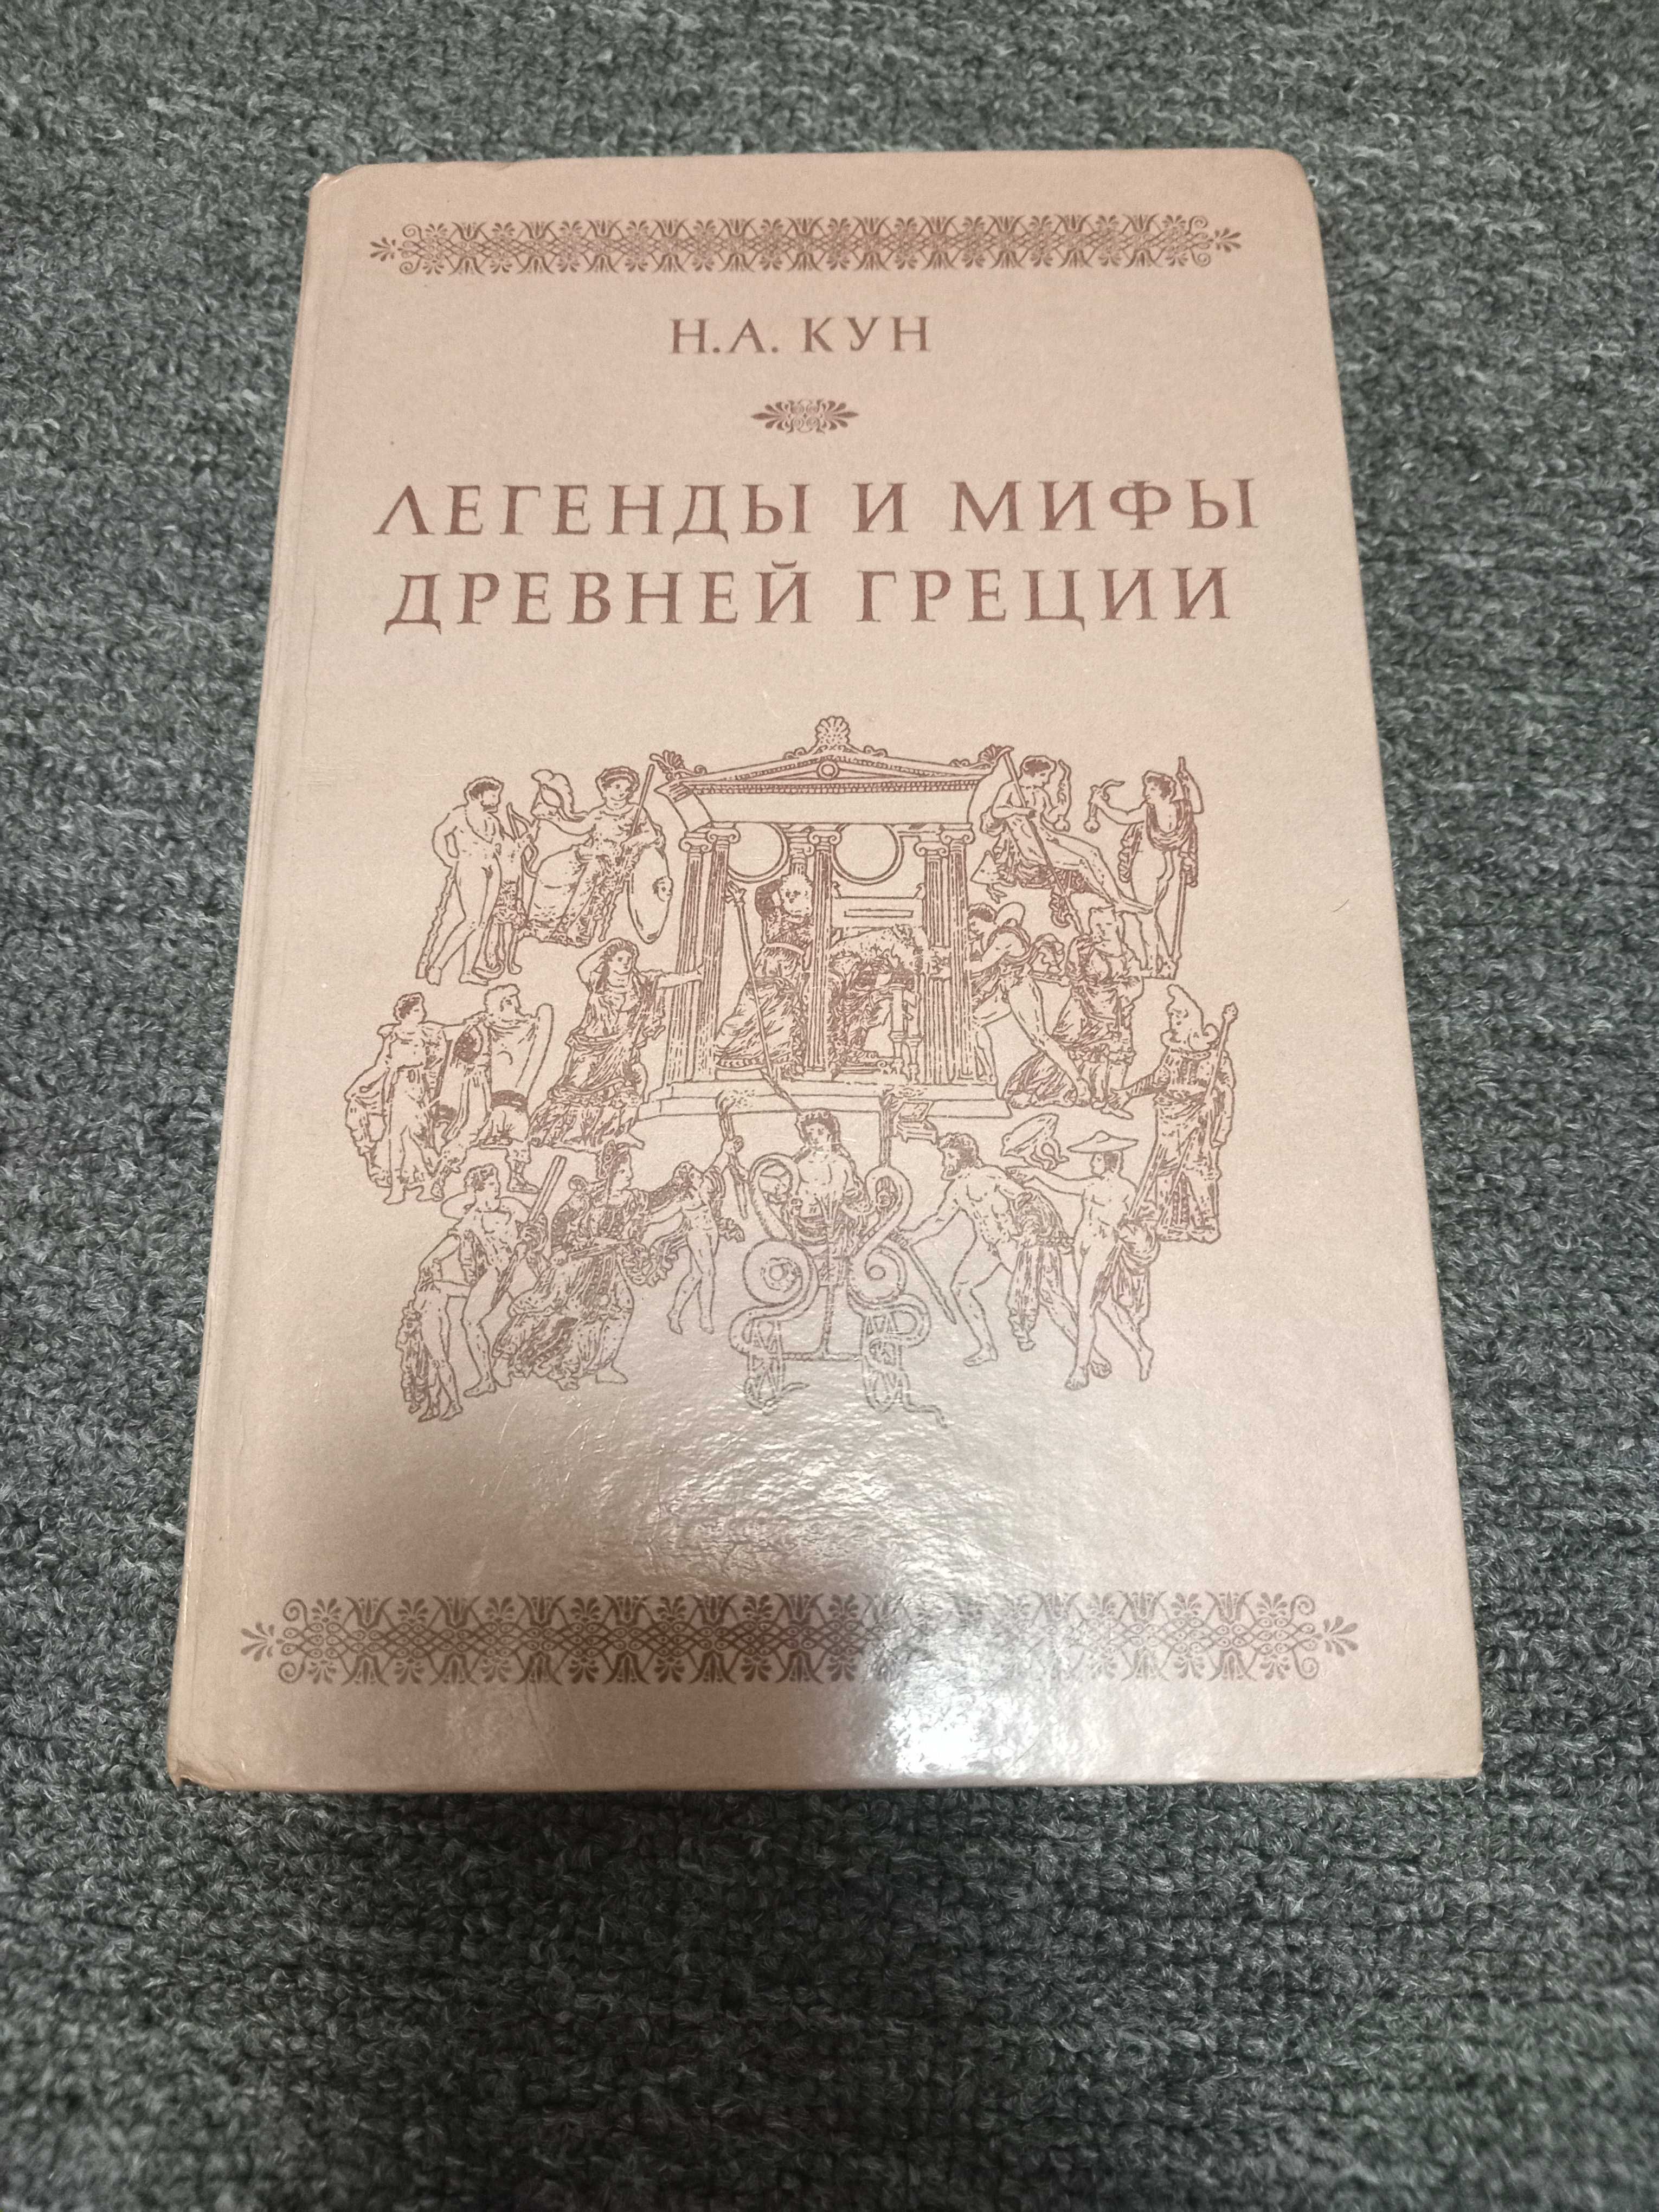 Н.А. КУН
ЛЕГЕНДЫ И МИФЫ
ДРЕВНЕЙ ГРЕЦИИ